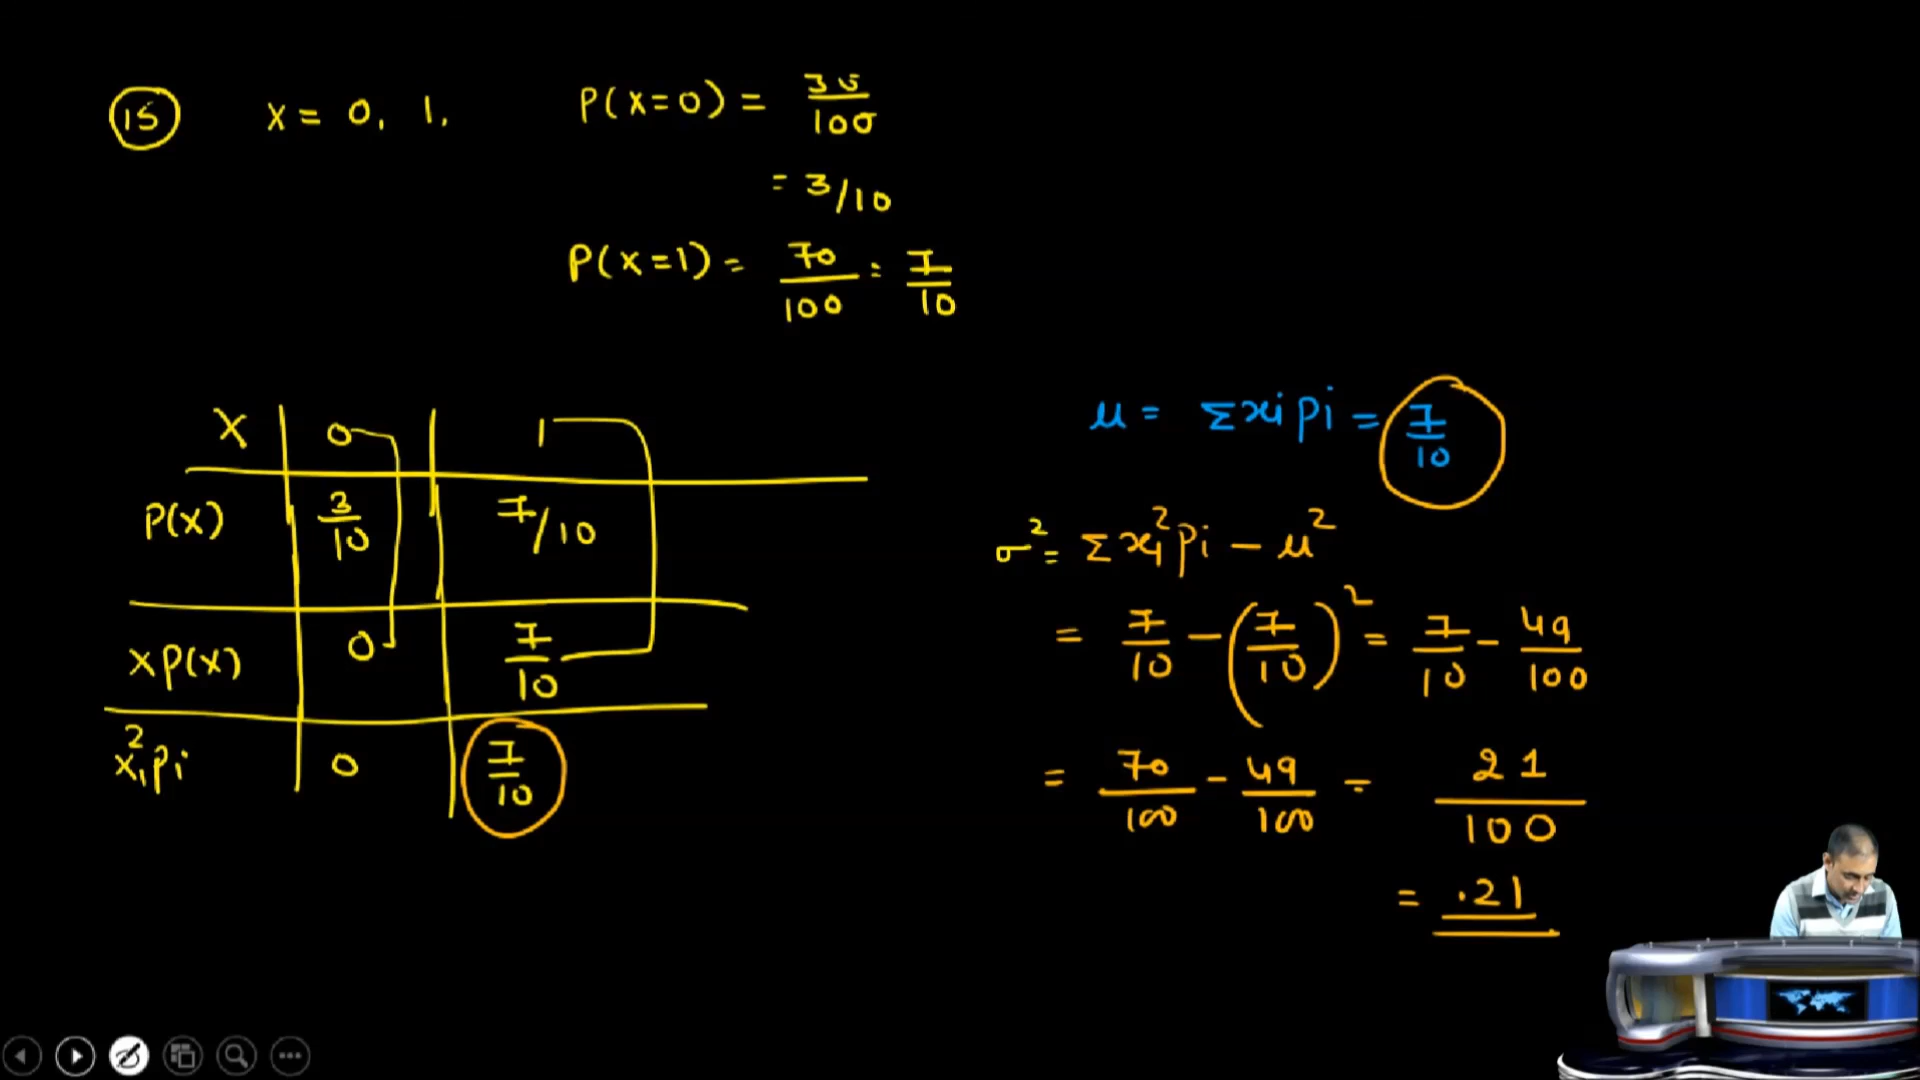 15 x = 0, 1. P(x=0) = 30/100
= 3/10
P(x=1) = 70/100 = 7/10
X | 0 | 1
P(x) | 3/10 | 7/10
xP(x) | 0 | 7/10
xi²pi | 0 | 7/10
μ = Σxipi = 7/10
σ² = Σxi²pi − μ²
= 7/10 − (7/10)² = 7/10 − 49/100
= 70/100 − 49/100 = 21/100
= .21